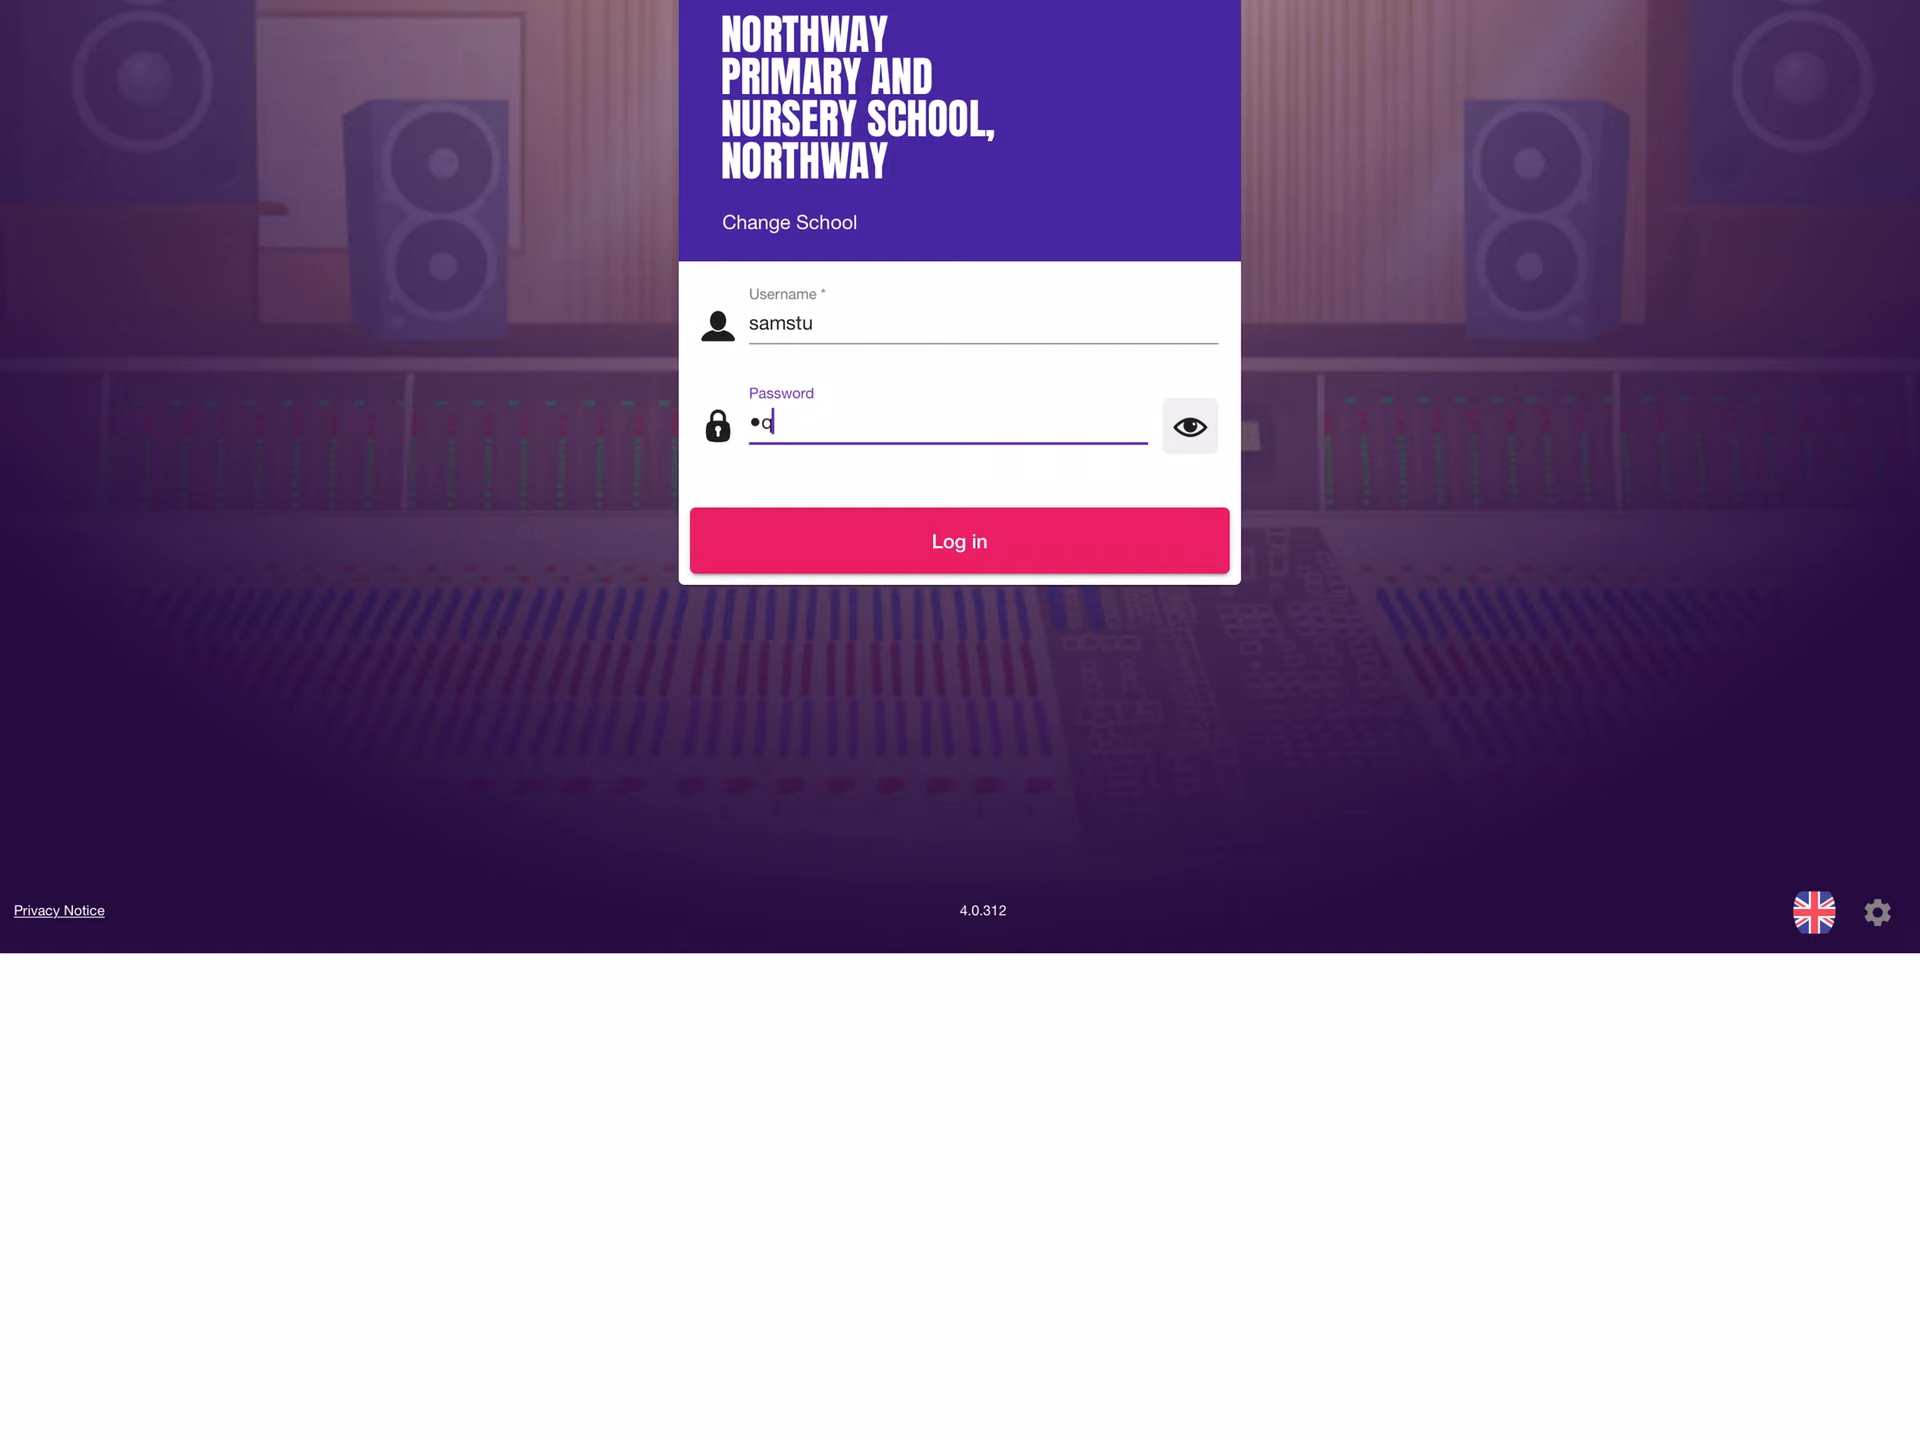 NORTHWAY
PRIMARY AND
NURSERY SCHOOL,
NORTHWAY
Change School
Username *
samstu
Password
•q
Log in
Privacy Notice
4.0.312